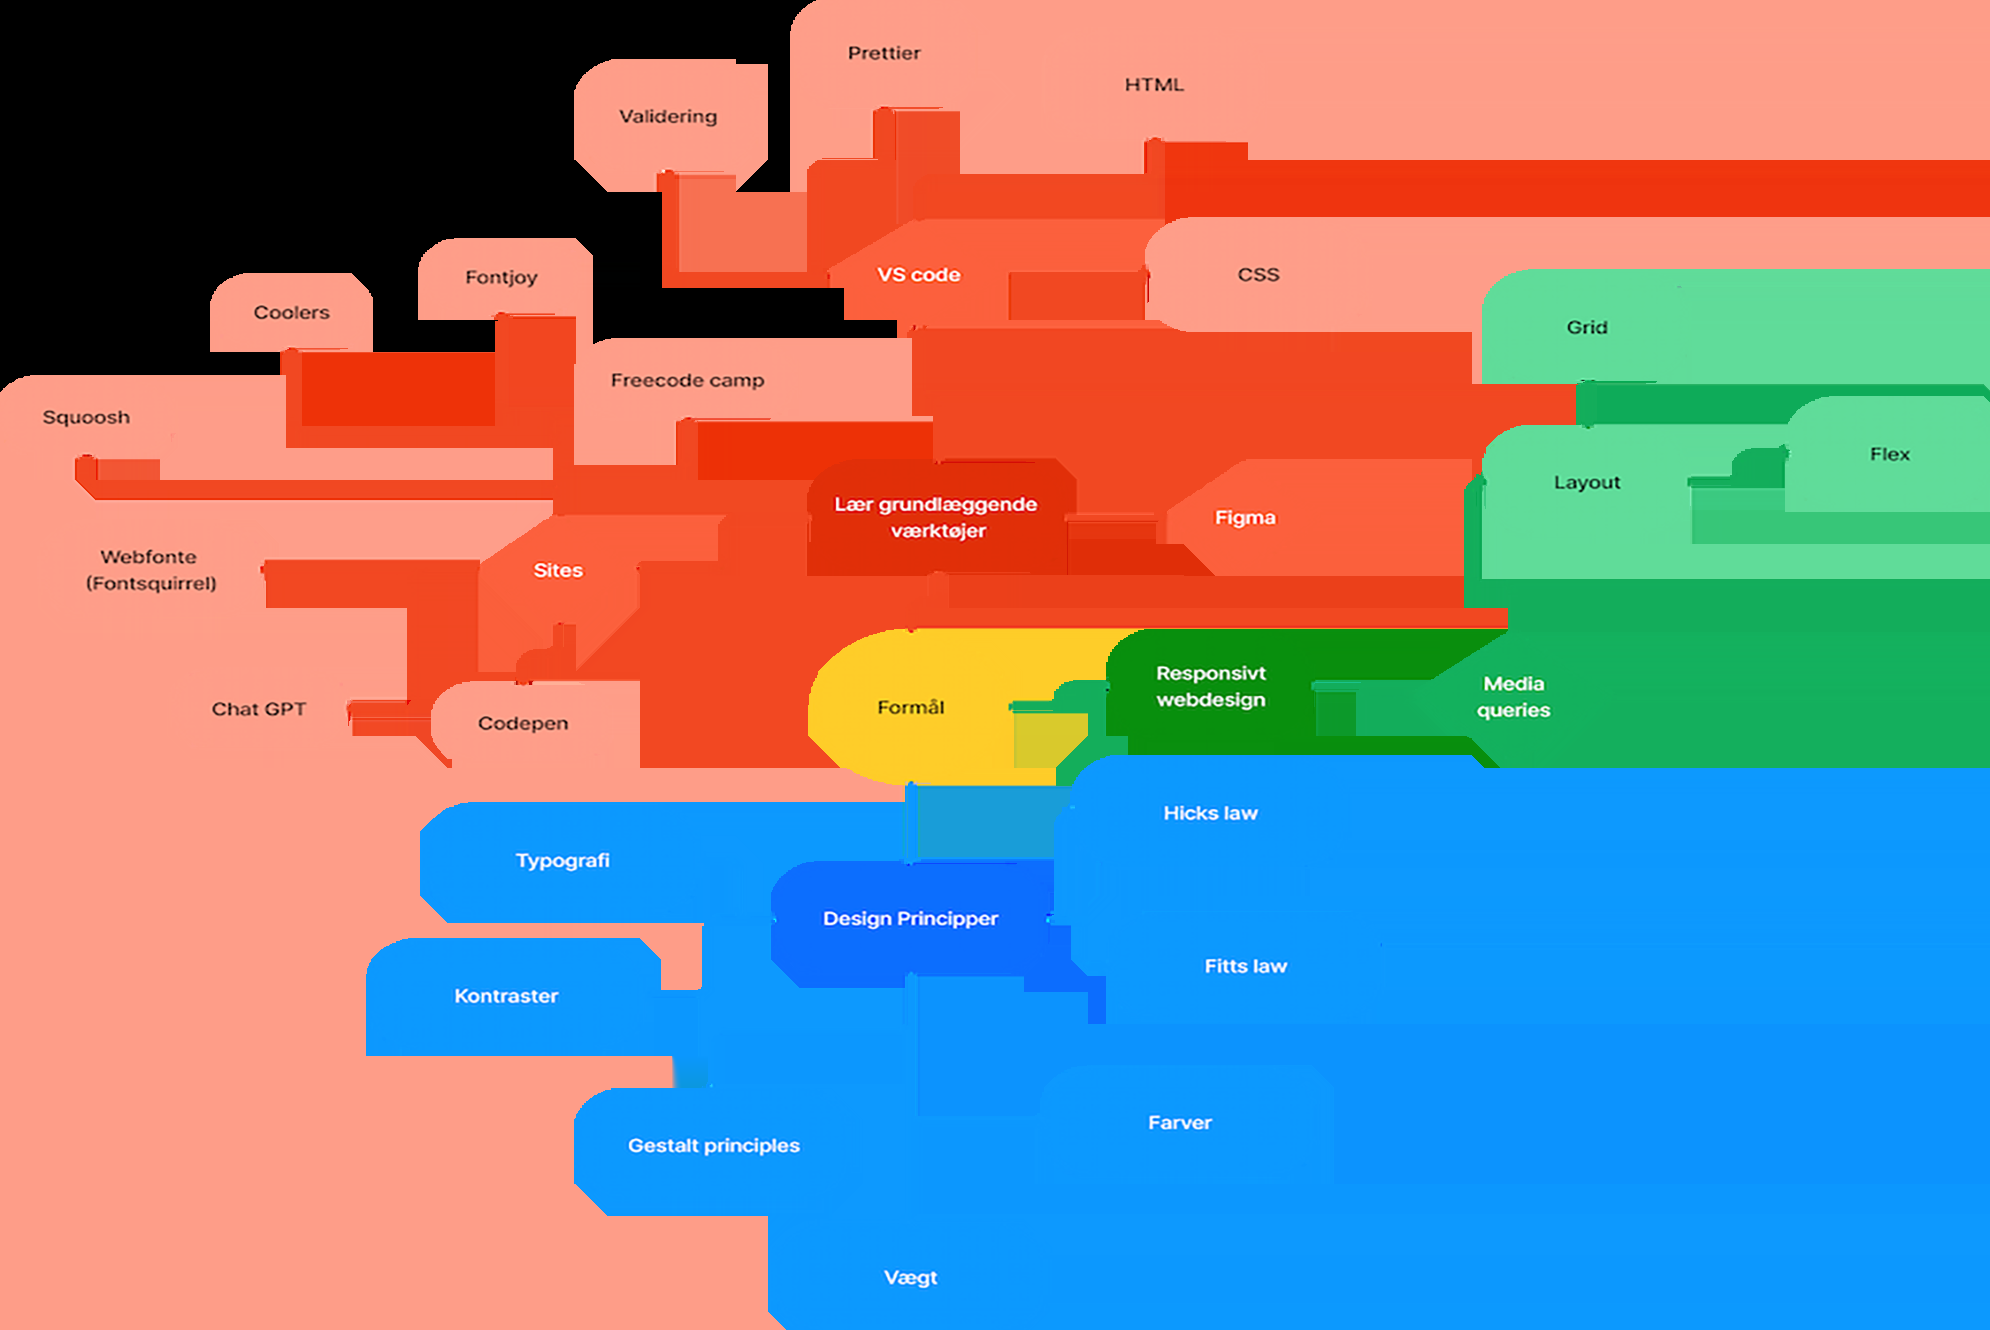 Prettier
HTML
Validering
VS code
CSS
Fontjoy
Coolers
Grid
Freecode camp
Squoosh
Flex
Layout
Lær grundlæggende
værktøjer
Figma
Webfonte
(Fontsquirrel)
Sites
Responsivt
webdesign
Media
queries
Formål
Chat GPT
Codepen
Hicks law
Typografi
Design Principper
Fitts law
Kontraster
Farver
Gestalt principles
Vægt